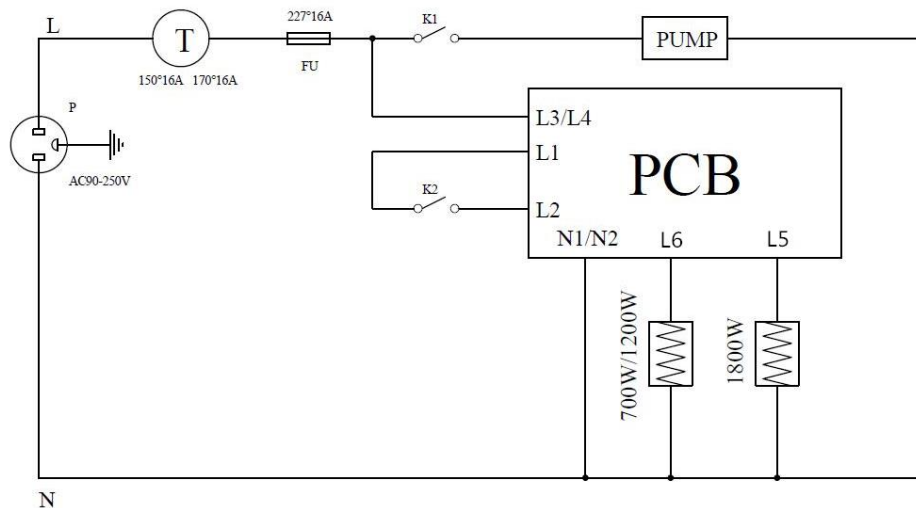 L
T
150°16A 170°16A
227°16A
FU
K1
PUMP
P
AC90-250V
L3/L4
L1
K2
L2
PCB
N1/N2
L6
L5
700W/1200W
1800W
N